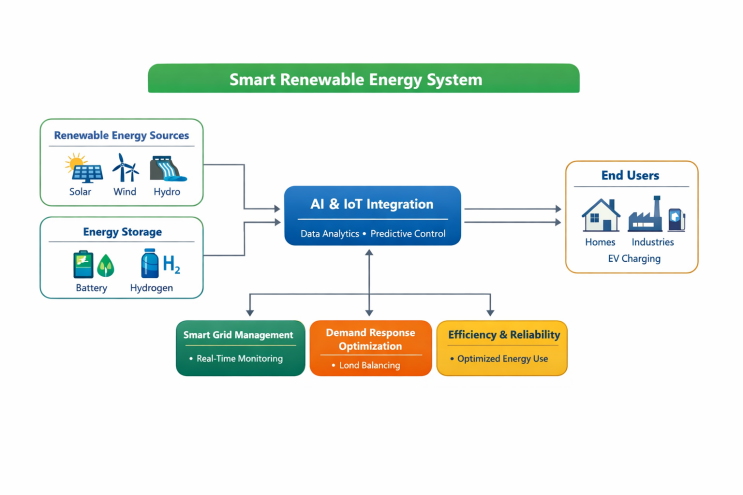 Smart Renewable Energy System
Renewable Energy Sources
Solar Wind Hydro
Energy Storage
H₂
Battery Hydrogen
AI & IoT Integration
Data Analytics • Predictive Control
End Users
Homes Industries
EV Charging
Smart Grid Management
• Real-Time Monitoring
Demand Response
Optimization
• Lond Balancing
Efficiency & Reliability
• Optimized Energy Use